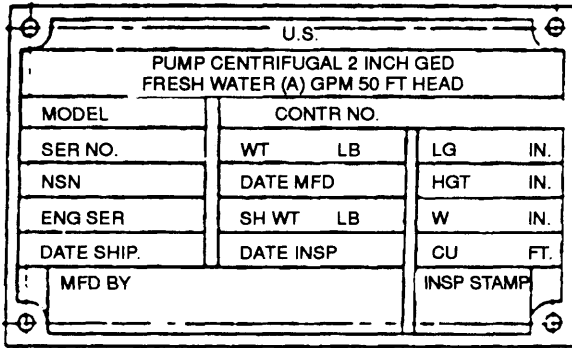 U.S.
PUMP CENTRIFUGAL 2 INCH GED
FRESH WATER (A) GPM 50 FT HEAD
MODEL CONTR NO.
SER NO. WT LB LG IN.
NSN DATE MFD HGT IN.
ENG SER SH WT LB W IN.
DATE SHIP. DATE INSP CU FT.
MFD BY INSP STAMP